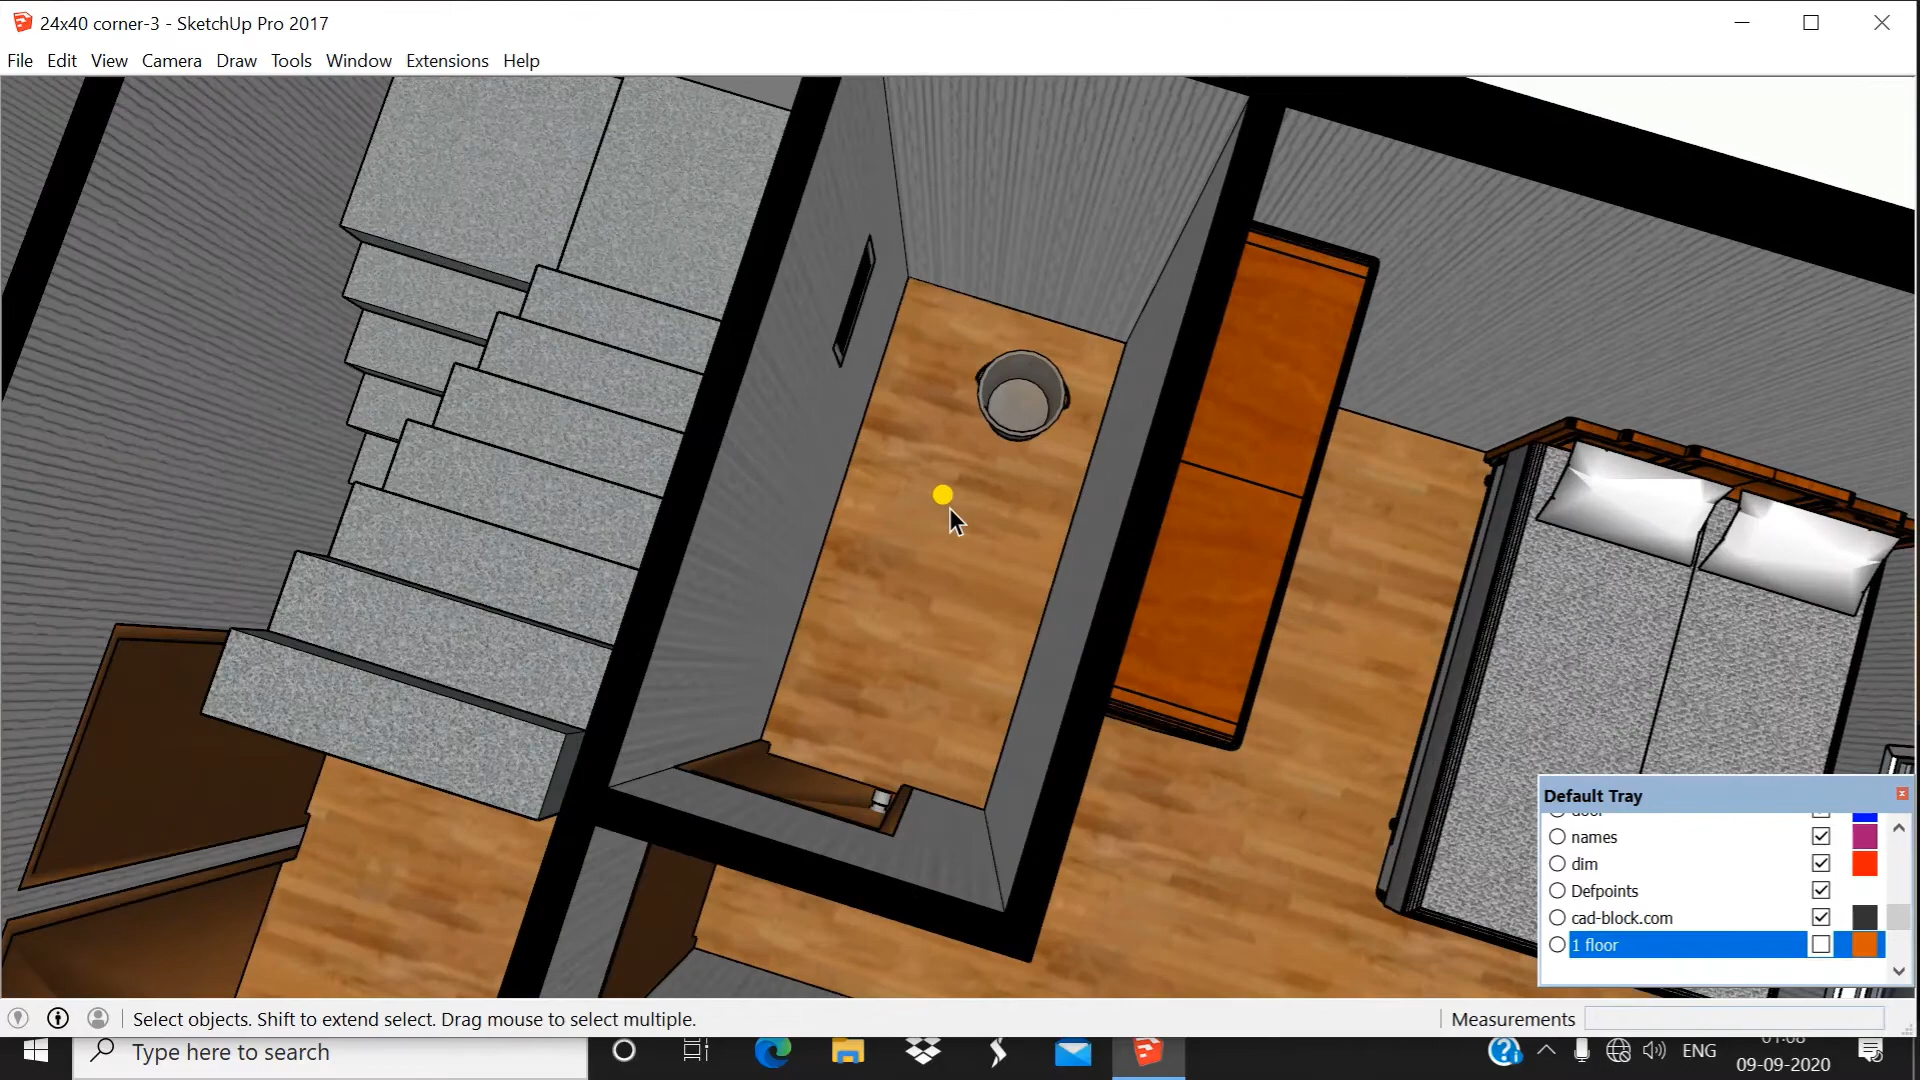 24x40 corner-3 - SketchUp Pro 2017
File Edit View Camera Draw Tools Window Extensions Help
Default Tray
names
dim
Defpoints
cad-block.com
1 floor
Select objects. Shift to extend select. Drag mouse to select multiple.
Measurements
Type here to search
ENG
09-09-2020